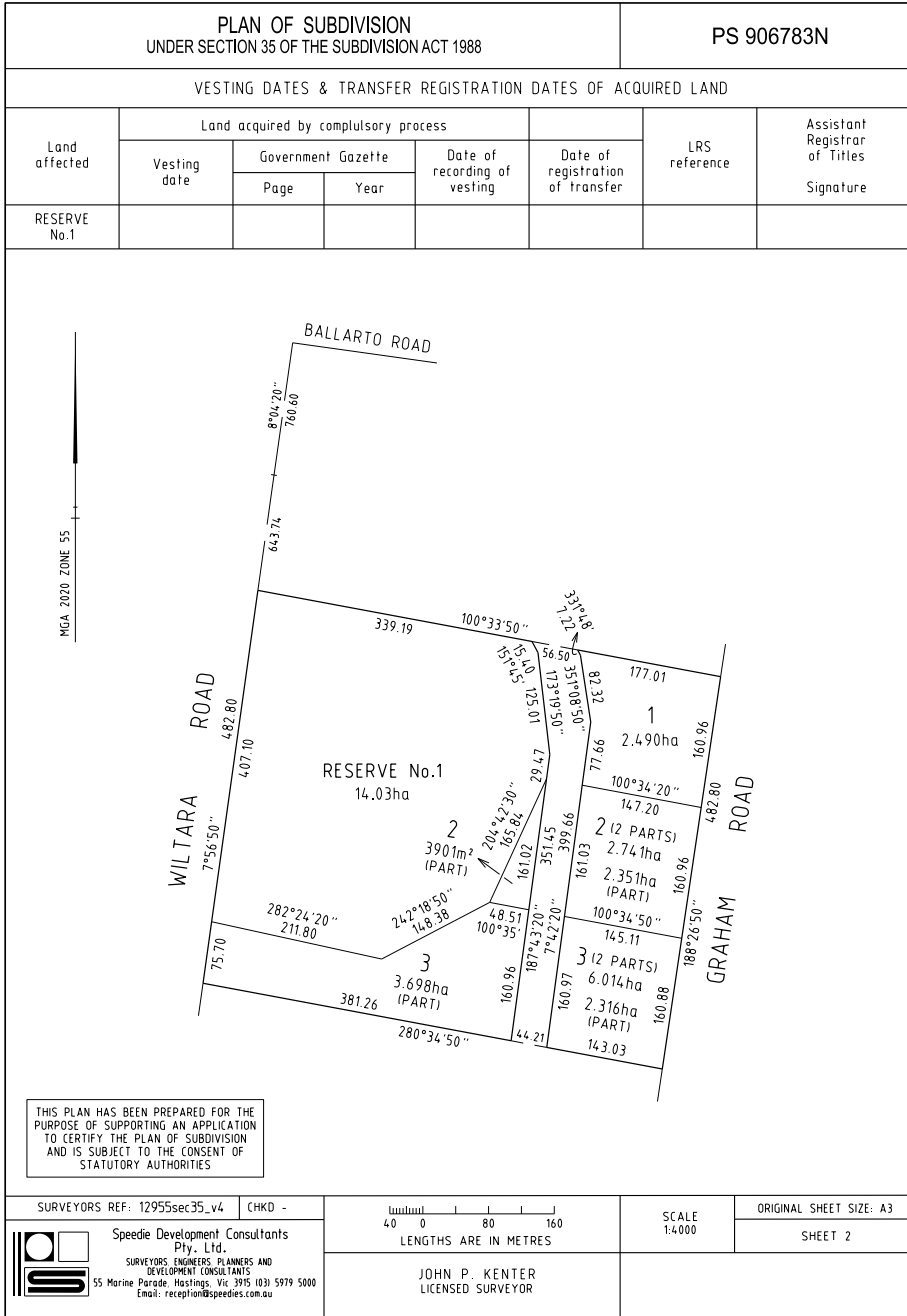 PLAN OF SUBDIVISION
UNDER SECTION 35 OF THE SUBDIVISION ACT 1988
PS 906783N
VESTING DATES & TRANSFER REGISTRATION DATES OF ACQUIRED LAND
Land
affected
Land acquired by complulsory process
Vesting
date
Government Gazette
Page
Year
Date of
recording of
vesting
Date of
registration
of transfer
LRS
reference
Assistant
Registrar
of Titles
Signature
RESERVE
No.1
BALLARTO ROAD
8°04'20"
760.60
643.74
MGA 2020 ZONE 55
339.19
100°33'50"
331°48'
7.22
56.50
15.40
151°45'
125.01
173°19'50"
351°08'50"
82.32
177.01
1
2.490ha
160.96
WILTARA ROAD
482.80
407.10
7°56'50"
RESERVE No.1
14.03ha
29.47
77.66
100°34'20"
147.20
482.80
GRAHAM ROAD
2
3901m²
(PART)
204°42'30"
165.84
161.02
351.45
399.66
161.03
2 (2 PARTS)
2.741ha
2.351ha
(PART)
160.96
282°24'20"
211.80
242°18'50"
148.38
48.51
100°35'
100°34'50"
145.11
188°26'50"
75.70
3
3.698ha
(PART)
160.96
187°43'20"
7°42'20"
160.97
3 (2 PARTS)
6.014ha
2.316ha
(PART)
160.88
381.26
280°34'50"
44.21
143.03
THIS PLAN HAS BEEN PREPARED FOR THE
PURPOSE OF SUPPORTING AN APPLICATION
TO CERTIFY THE PLAN OF SUBDIVISION
AND IS SUBJECT TO THE CONSENT OF
STATUTORY AUTHORITIES
SURVEYORS REF: 12955sec35_v4
CHKD -
Speedie Development Consultants
Pty. Ltd.
SURVEYORS, ENGINEERS, PLANNERS AND
DEVELOPMENT CONSULTANTS
55 Marine Parade, Hastings, Vic 3915 (03) 5979 5000
Email: reception@speedies.com.au
40 0 80 160
LENGTHS ARE IN METRES
JOHN P. KENTER
LICENSED SURVEYOR
SCALE
1:4000
ORIGINAL SHEET SIZE: A3
SHEET 2